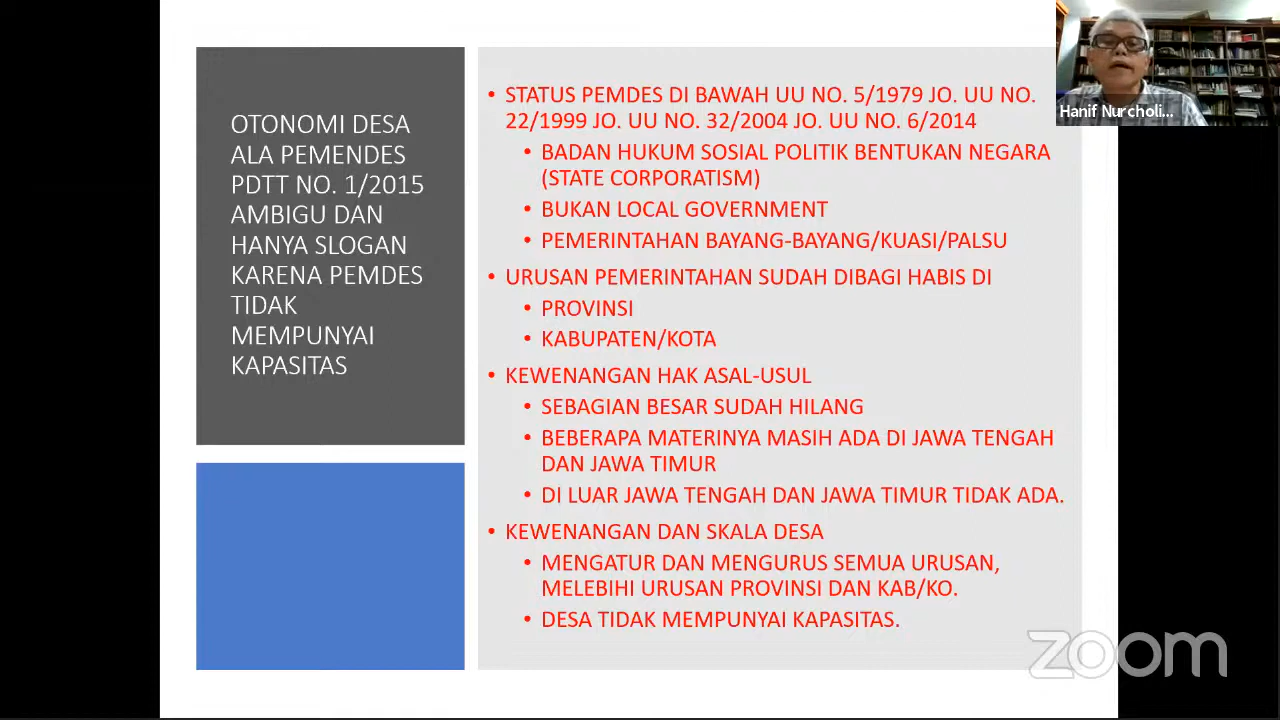 OTONOMI DESA
ALA PEMENDES
PDTT NO. 1/2015
AMBIGU DAN
HANYA SLOGAN
KARENA PEMDES
TIDAK
MEMPUNYAI
KAPASITAS
• STATUS PEMDES DI BAWAH UU NO. 5/1979 JO. UU NO.
22/1999 JO. UU NO. 32/2004 JO. UU NO. 6/2014
• BADAN HUKUM SOSIAL POLITIK BENTUKAN NEGARA
(STATE CORPORATISM)
• BUKAN LOCAL GOVERNMENT
• PEMERINTAHAN BAYANG-BAYANG/KUASI/PALSU
• URUSAN PEMERINTAHAN SUDAH DIBAGI HABIS DI
• PROVINSI
• KABUPATEN/KOTA
• KEWENANGAN HAK ASAL-USUL
• SEBAGIAN BESAR SUDAH HILANG
• BEBERAPA MATERINYA MASIH ADA DI JAWA TENGAH
DAN JAWA TIMUR
• DI LUAR JAWA TENGAH DAN JAWA TIMUR TIDAK ADA.
• KEWENANGAN DAN SKALA DESA
• MENGATUR DAN MENGURUS SEMUA URUSAN,
MELEBIHI URUSAN PROVINSI DAN KAB/KO.
• DESA TIDAK MEMPUNYAI KAPASITAS.
Hanif Nurcholi...
zoom